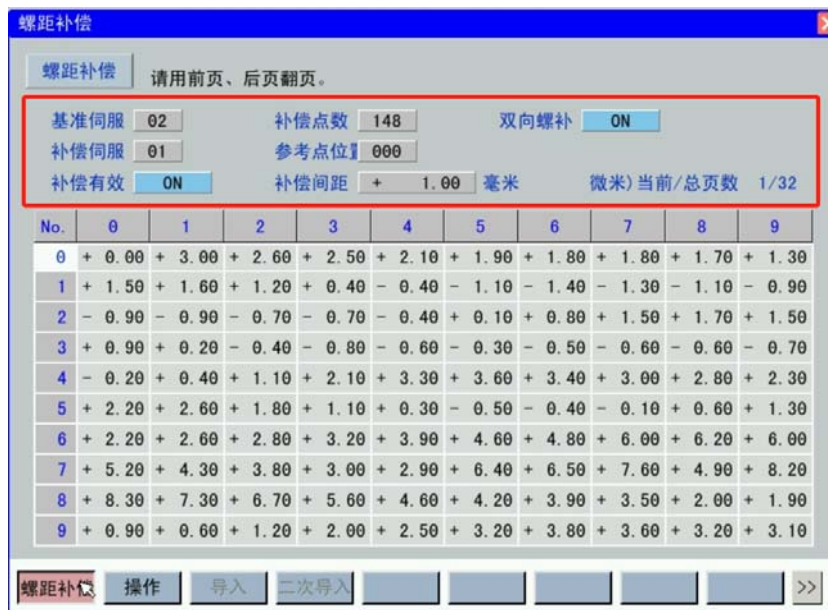 螺距补偿
螺距补偿 请用前页、后页翻页。
基准伺服 02 补偿点数 148 双向螺补 ON
补偿伺服 01 参考点位置 000
补偿有效 ON 补偿间距 + 1.00 毫米 微米)当前/总页数 1/32
No. 0 1 2 3 4 5 6 7 8 9
0 + 0.00 + 3.00 + 2.60 + 2.50 + 2.10 + 1.90 + 1.80 + 1.80 + 1.70 + 1.30
1 + 1.50 + 1.60 + 1.20 + 0.40 - 0.40 - 1.10 - 1.40 - 1.30 - 1.10 - 0.90
2 - 0.90 - 0.90 - 0.70 - 0.70 - 0.40 + 0.10 + 0.80 + 1.50 + 1.70 + 1.50
3 + 0.90 + 0.20 - 0.40 - 0.80 - 0.60 - 0.30 - 0.50 - 0.60 - 0.60 - 0.70
4 - 0.20 + 0.40 + 1.10 + 2.10 + 3.30 + 3.60 + 3.40 + 3.00 + 2.80 + 2.30
5 + 2.20 + 2.60 + 1.80 + 1.10 + 0.30 - 0.50 - 0.40 - 0.10 + 0.60 + 1.30
6 + 2.20 + 2.60 + 2.80 + 3.20 + 3.90 + 4.60 + 4.80 + 6.00 + 6.20 + 6.00
7 + 5.20 + 4.30 + 3.80 + 3.00 + 2.90 + 6.40 + 6.50 + 7.60 + 4.90 + 8.20
8 + 8.30 + 7.30 + 6.70 + 5.60 + 4.60 + 4.20 + 3.90 + 3.50 + 2.00 + 1.90
9 + 0.90 + 0.60 + 1.20 + 2.00 + 2.50 + 3.20 + 3.80 + 3.60 + 3.20 + 3.10
螺距补偿 操作 导入 二次导入 >>